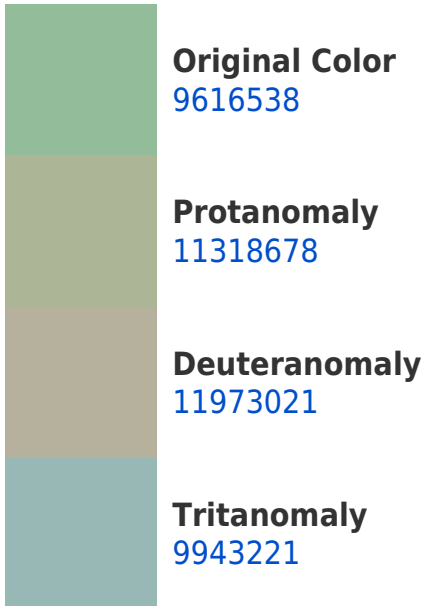 Original Color
9616538
Protanomaly
11318678
Deuteranomaly
11973021
Tritanomaly
9943221